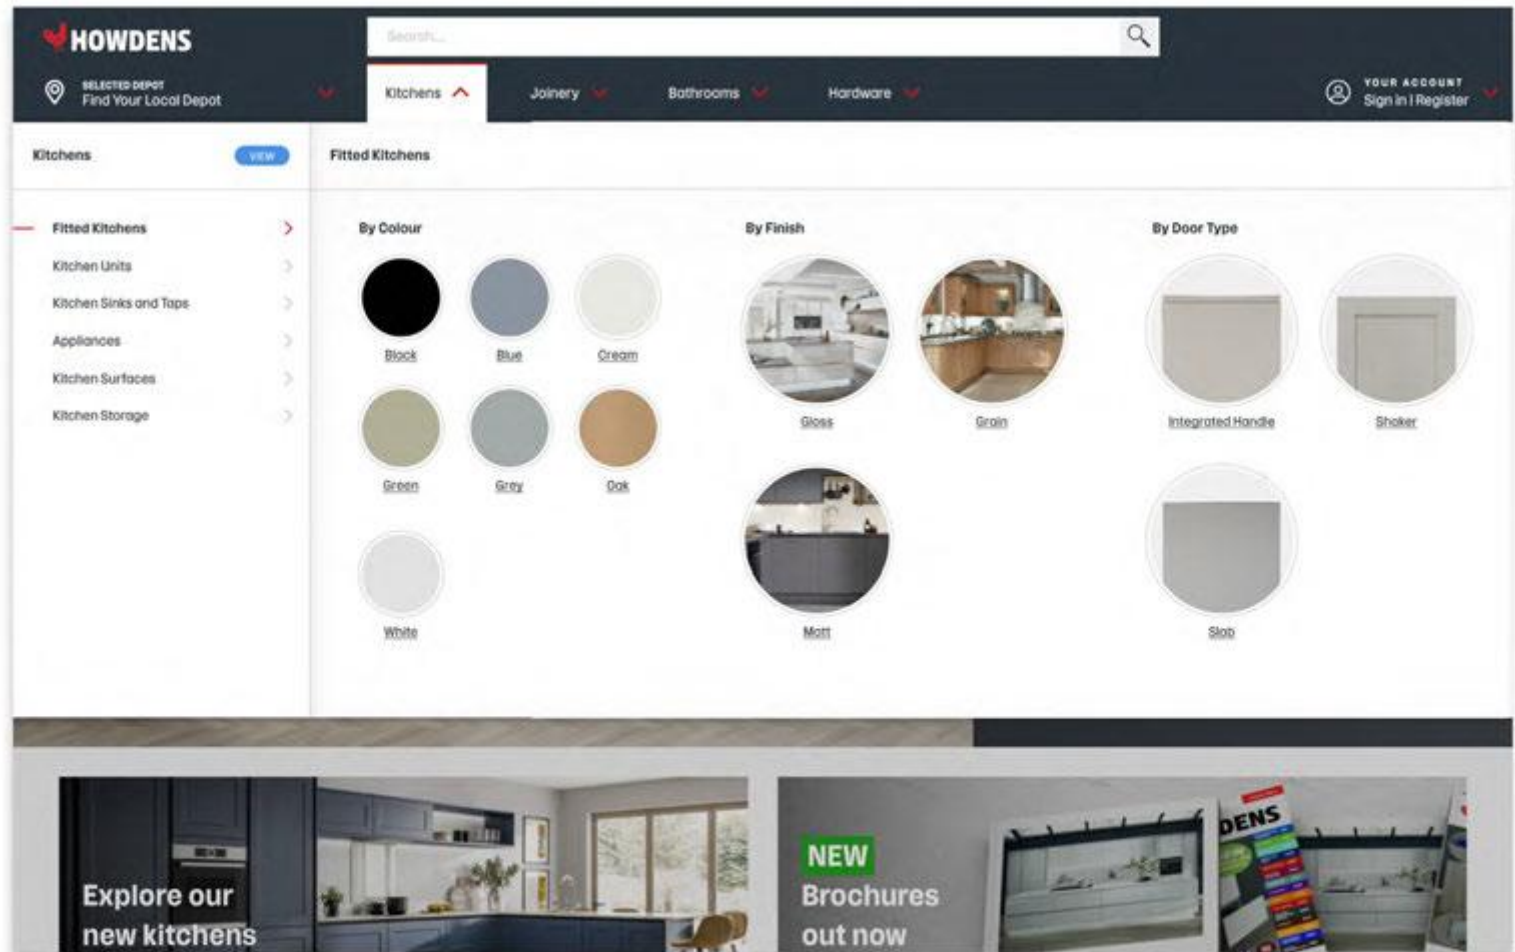 HOWDENS
Search...
SELECTED DEPOT
Find Your Local Depot
Kitchens
Joinery
Bathrooms
Hardware
YOUR ACCOUNT
Sign in | Register
Kitchens
VIEW
Fitted Kitchens
Fitted Kitchens
Kitchen Units
Kitchen Sinks and Taps
Appliances
Kitchen Surfaces
Kitchen Storage
By Colour
Black
Blue
Cream
Green
Grey
Oak
White
By Finish
Gloss
Grain
Matt
By Door Type
Integrated Handle
Shaker
Slab
Explore our
new kitchens
NEW
Brochures
out now
DENS